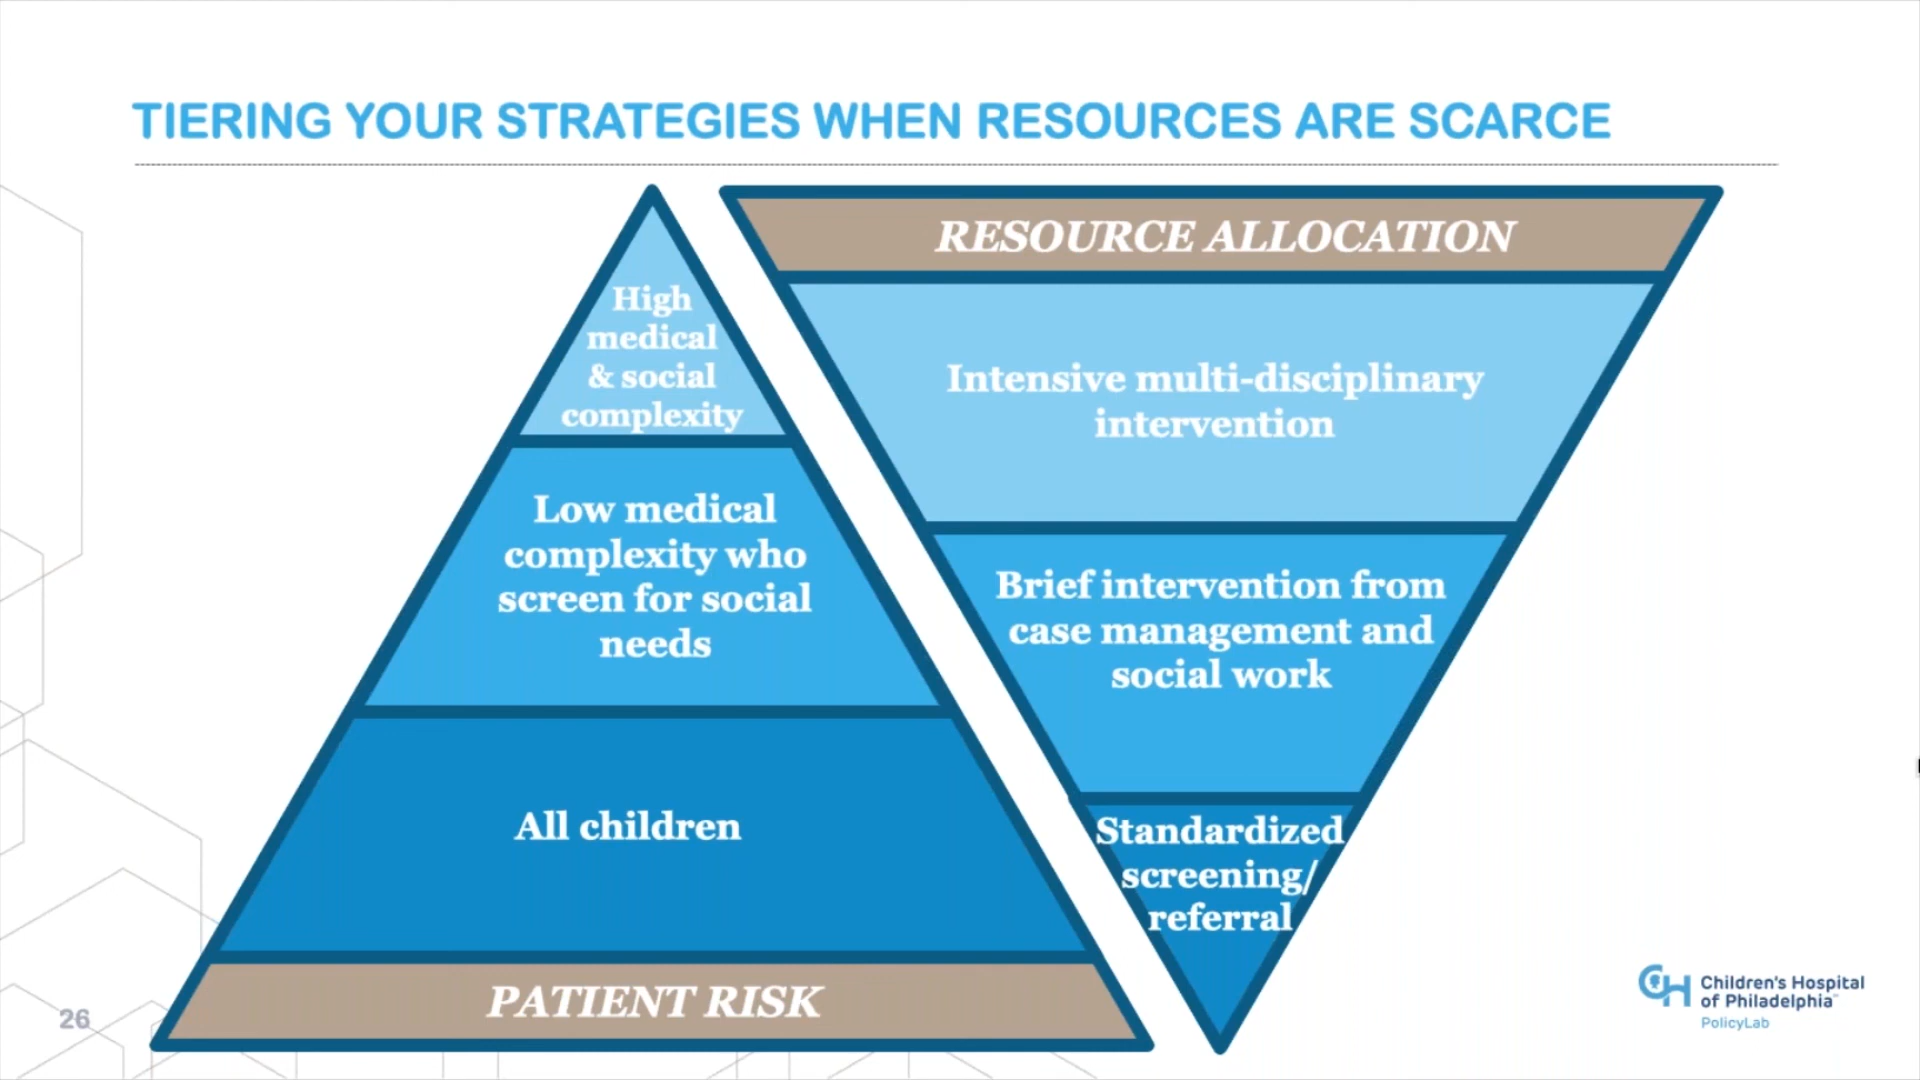 TIERING YOUR STRATEGIES WHEN RESOURCES ARE SCARCE
High
medical
& social
complexity
Low medical
complexity who
screen for social
needs
All children
PATIENT RISK
RESOURCE ALLOCATION
Intensive multi-disciplinary
intervention
Brief intervention from
case management and
social work
Standardized
screening/
referral
26
CH Children's Hospital
of Philadelphia
PolicyLab